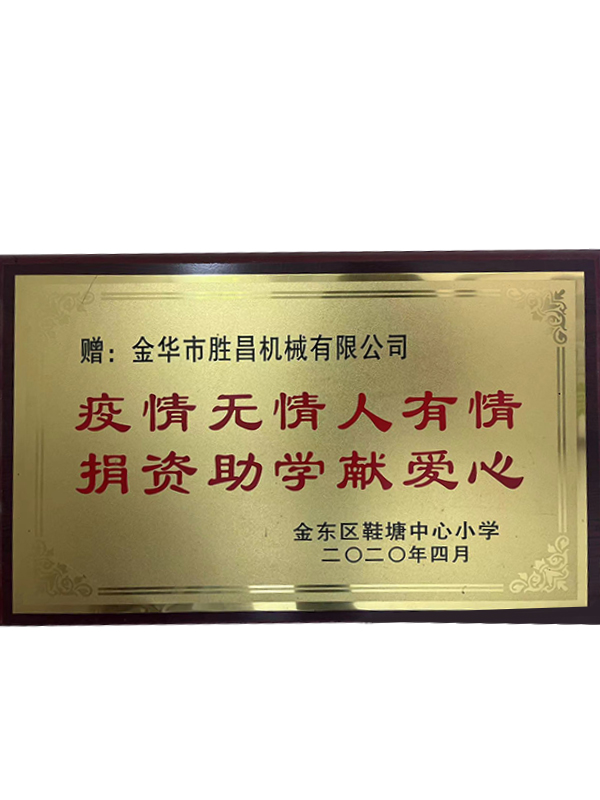 赠：金华市胜昌机械有限公司
疫情无情人有情
捐资助学献爱心
金东区鞋塘中心小学
二〇二〇年四月